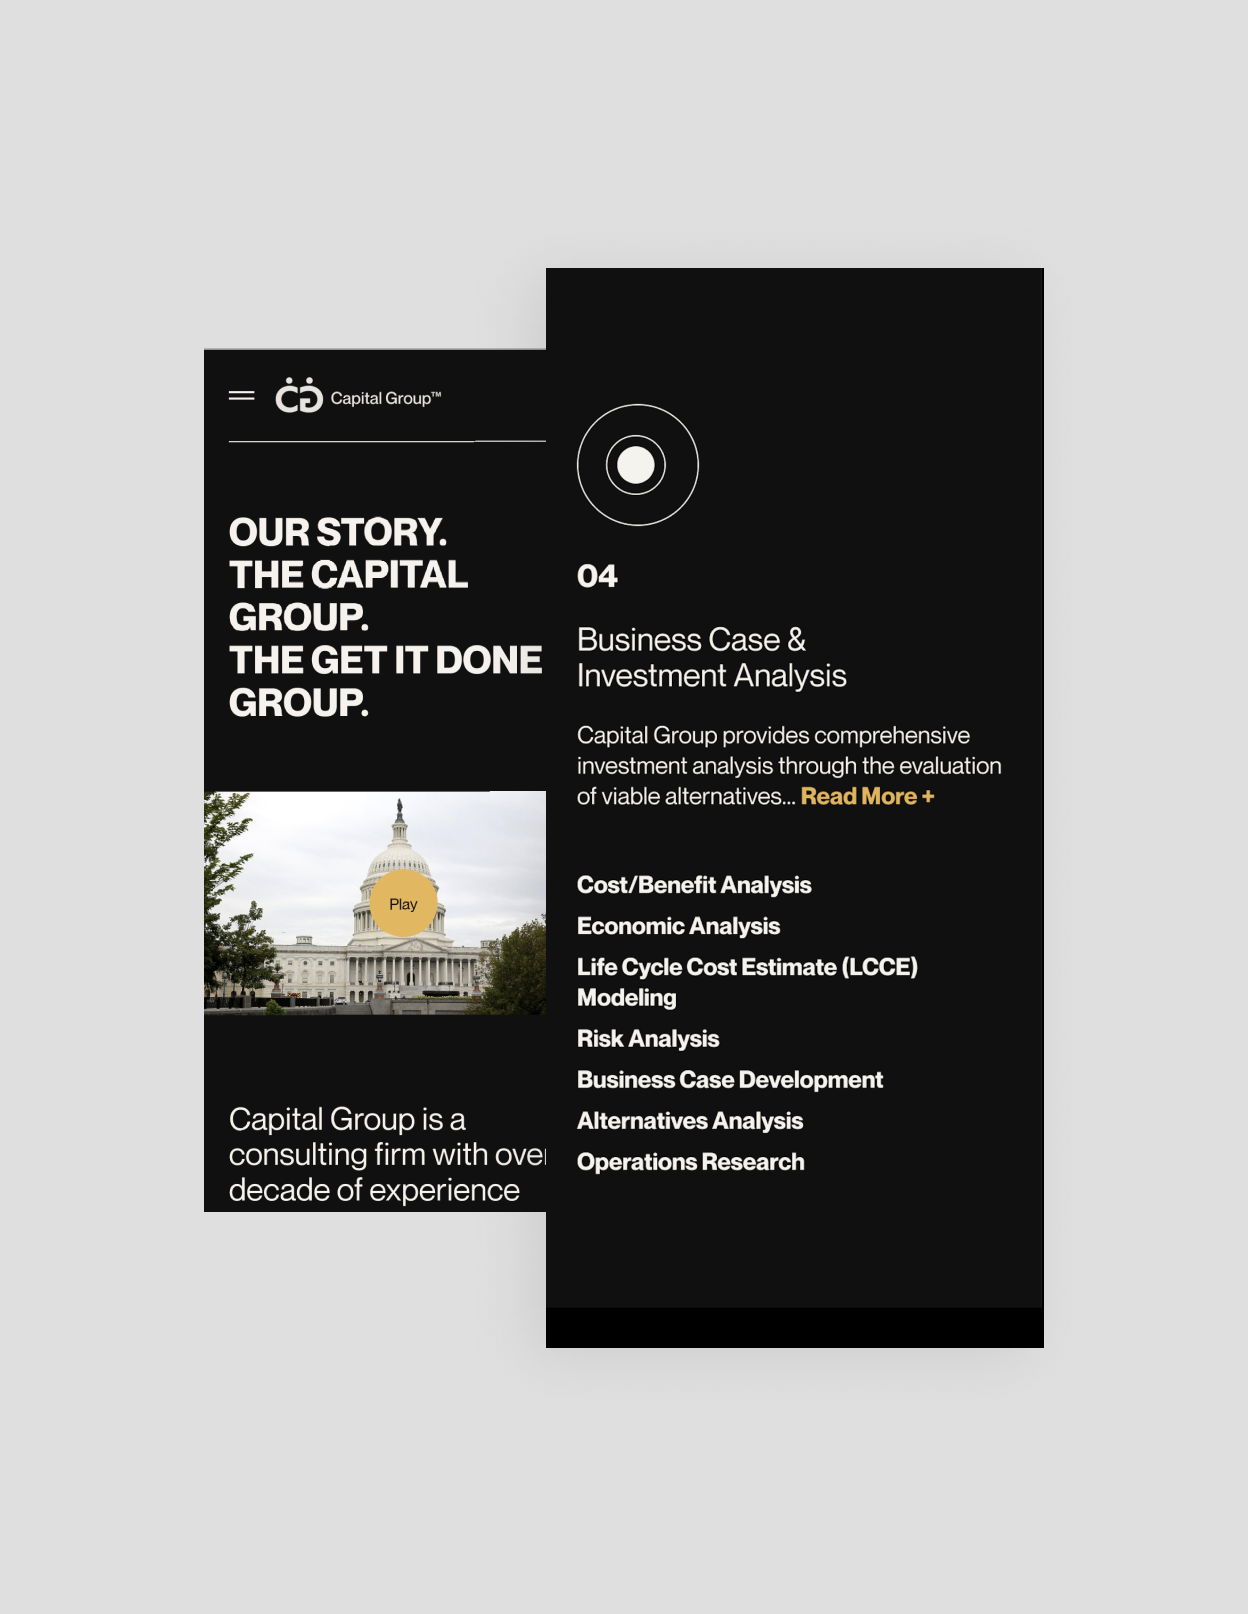 Capital Group™
OUR STORY.
THE CAPITAL
GROUP.
THE GET IT DONE
GROUP.
Play
Capital Group is a
consulting firm with
decade of experience
04
Business Case &
Investment Analysis
Capital Group provides comprehensive
investment analysis through the evaluation
of viable alternatives... Read More +
Cost/Benefit Analysis
Economic Analysis
Life Cycle Cost Estimate (LCCE)
Modeling
Risk Analysis
Business Case Development
Alternatives Analysis
Operations Research